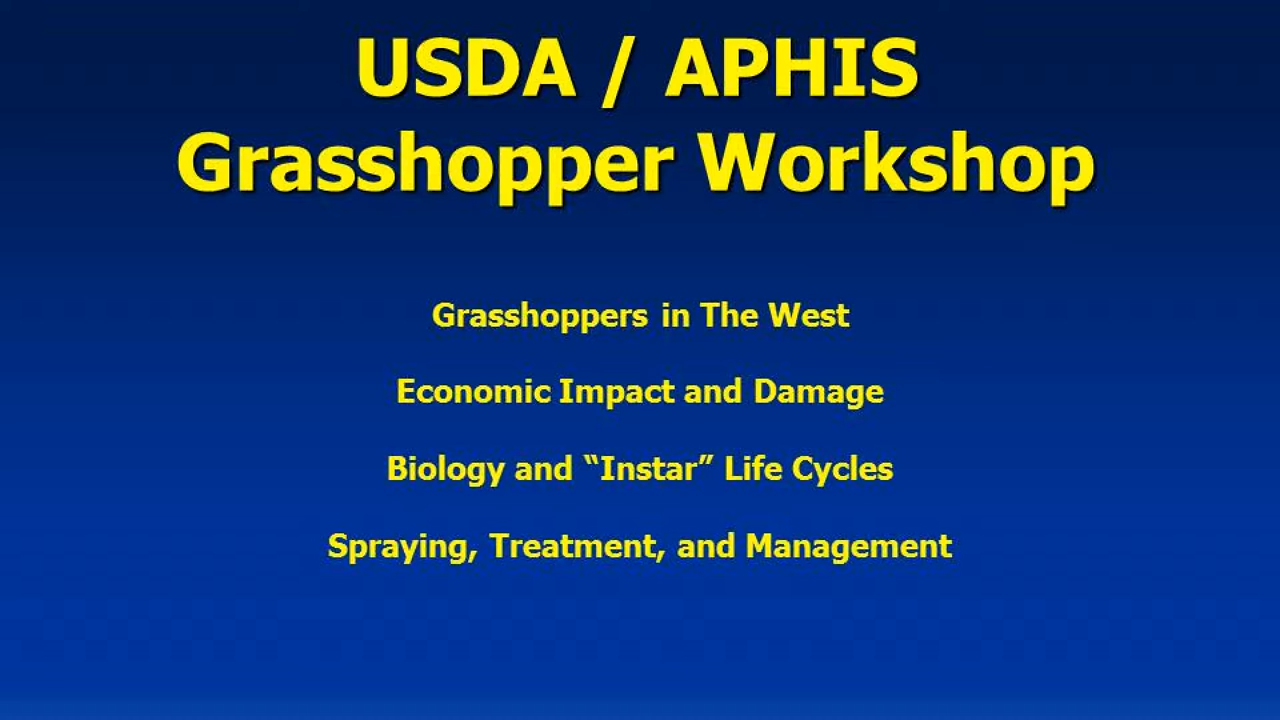 USDA / APHIS
Grasshopper Workshop
Grasshoppers in The West
Economic Impact and Damage
Biology and “Instar” Life Cycles
Spraying, Treatment, and Management